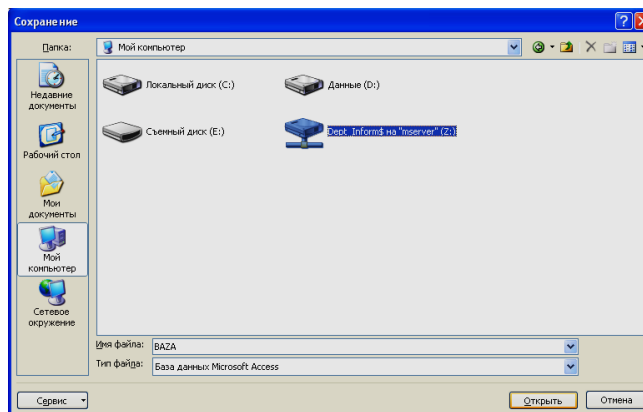 Сохранение
Папка: Мой компьютер
Недавние
документы
Рабочий стол
Мои
документы
Мой
компьютер
Сетевое
окружение
Локальный диск (C:) Данные (D:)
Съемный диск (E:) Dept_Inform$ на "mserver" (Z:)
Имя файла: BAZA
Тип файла: База данных Microsoft Access
Сервис Открыть Отмена